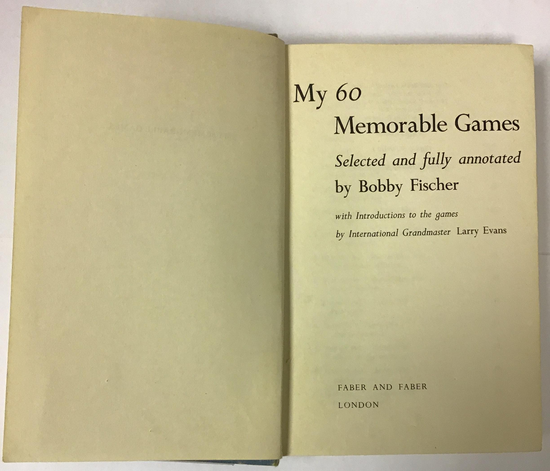 My 60
Memorable Games
Selected and fully annotated
by Bobby Fischer
with Introductions to the games
by International Grandmaster Larry Evans
FABER AND FABER
LONDON